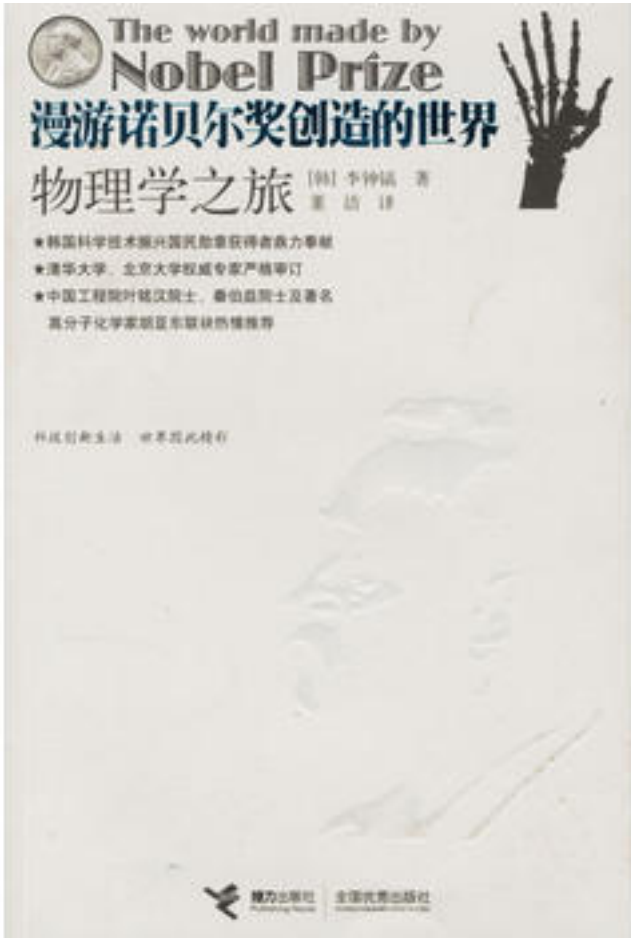 The world made by
Nobel Prize
漫游诺贝尔奖创造的世界
物理学之旅
[韩] 李钟镐 著
董 洁 译
★韩国科学技术振兴国民勋章获得者鼎力奉献
★清华大学、北京大学权威专家严格审订
★中国工程院叶铭汉院士、秦伯益院士及著名
高分子化学家胡亚东联袂热情推荐
科技创新生活 世界因此精彩
接力出版社
Publishing House
全国优秀出版社